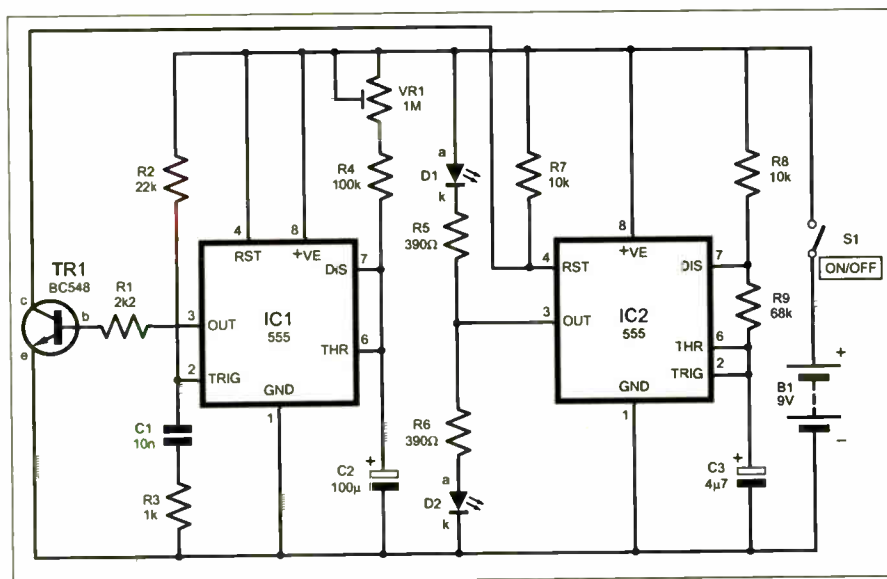 VR1
1M
R2
22k
R4
100k
a
D1
k
R7
10k
R8
10k
R5
390Ω
4
RST
8
+VE
7
DIS
IC1
555
3
OUT
6
THR
2
TRIG
GND
1
TR1
BC548
c
b
e
R1
2k2
C1
10n
R3
1k
+
C2
100µ
R6
390Ω
a
D2
k
4
RST
8
+VE
7
DIS
IC2
555
3
OUT
6
THR
2
TRIG
GND
1
R9
68k
S1
ON/OFF
+
B1
9V
–
+
C3
4µ7